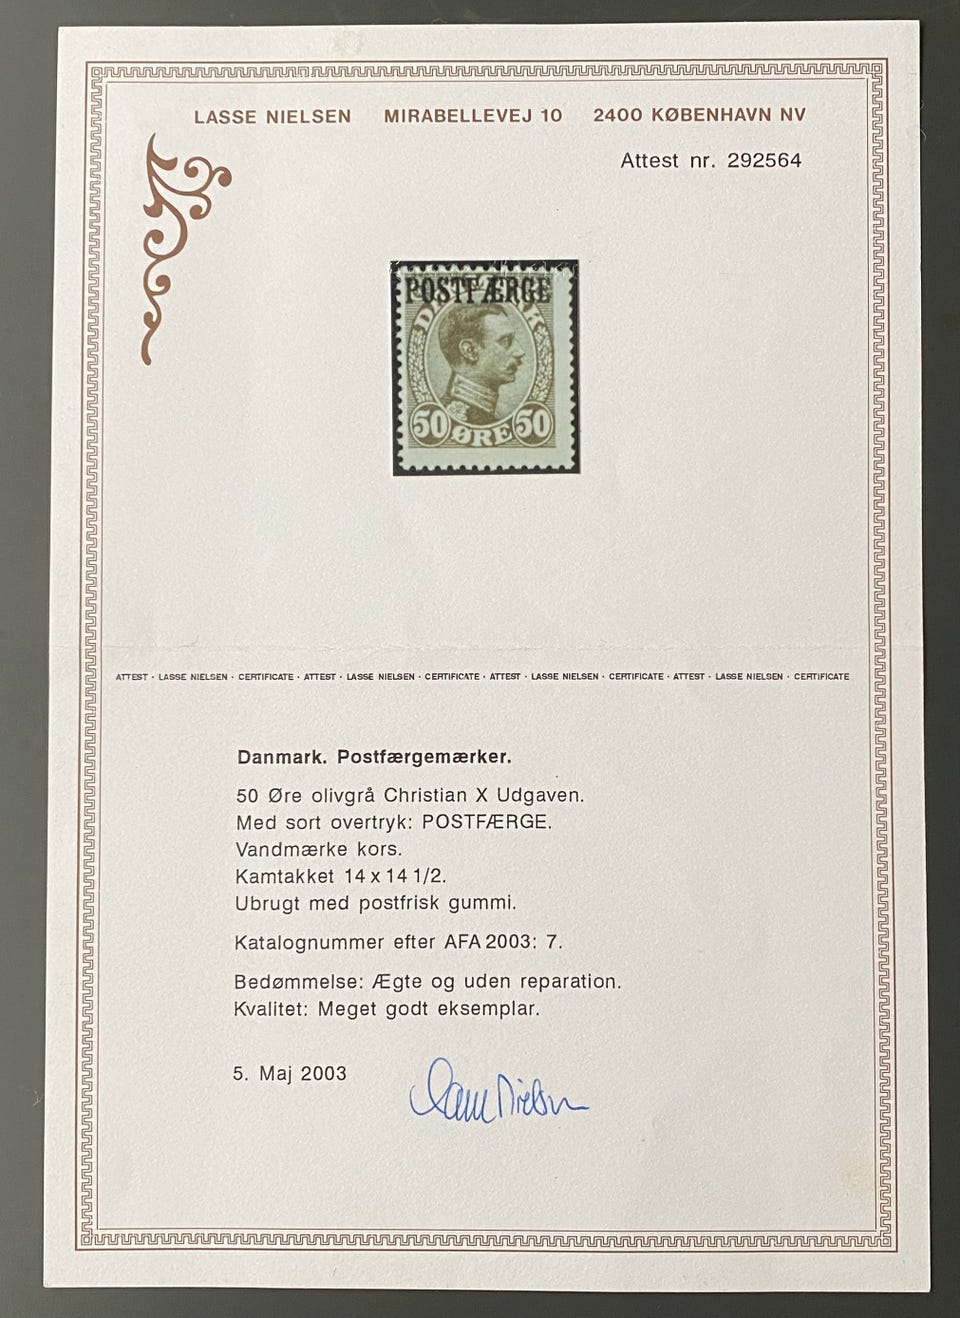 LASSE NIELSEN MIRABELLEVEJ 10 2400 KØBENHAVN NV
Attest nr. 292564
POSTFÆRGE
DANMARK
50 ØRE 50
ATTEST · LASSE NIELSEN · CERTIFICATE · ATTEST · LASSE NIELSEN · CERTIFICATE · ATTEST · LASSE NIELSEN · CERTIFICATE · ATTEST · LASSE NIELSEN · CERTIFICATE
Danmark. Postfærgemærker.
50 Øre olivgrå Christian X Udgaven.
Med sort overtryk: POSTFÆRGE.
Vandmærke kors.
Kamtakket 14 x 14 1/2.
Ubrugt med postfrisk gummi.
Katalognummer efter AFA 2003: 7.
Bedømmelse: Ægte og uden reparation.
Kvalitet: Meget godt eksemplar.
5. Maj 2003
Lasse Nielsen